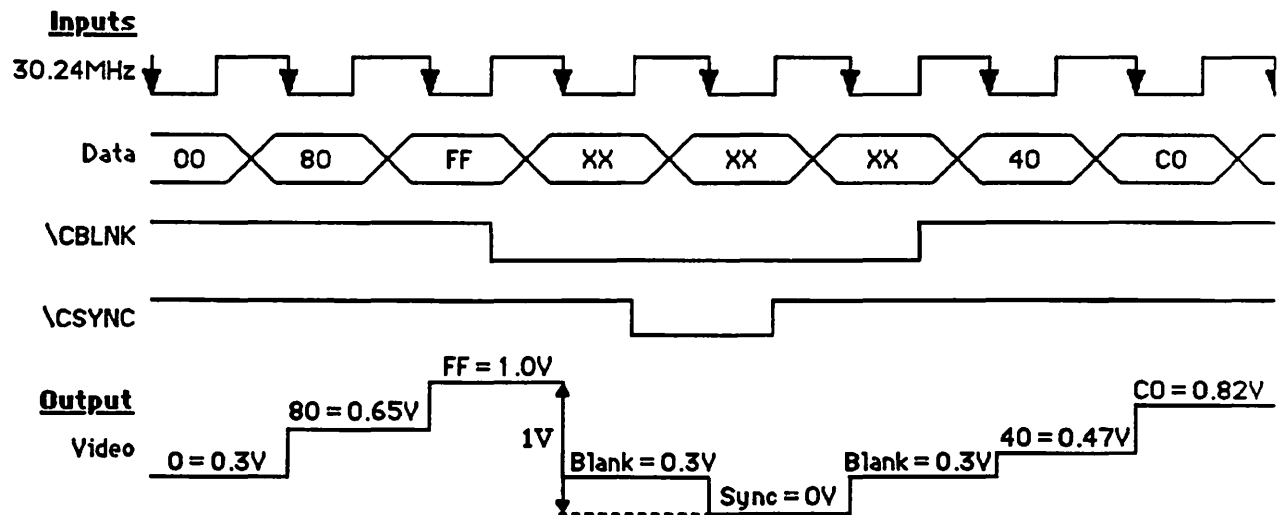 Inputs
30.24MHz
Data 00 80 FF XX XX XX 40 C0
\CBLNK
\CSYNC
FF = 1.0V
Output 80 = 0.65V C0 = 0.82V
Video 1V 40 = 0.47V
0 = 0.3V Blank = 0.3V Blank = 0.3V
Sync = 0V